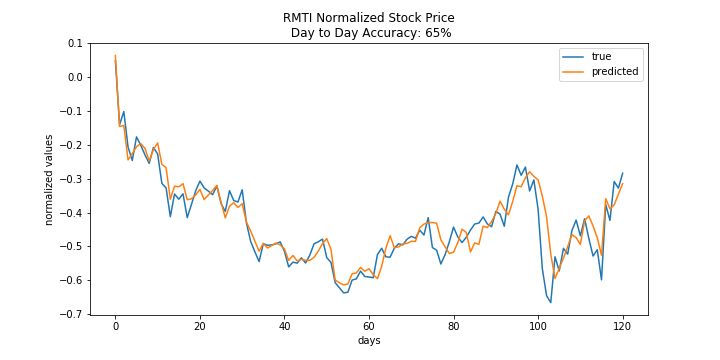 RMTI Normalized Stock Price
Day to Day Accuracy: 65%
true
predicted
normalized values
0.1
0.0
−0.1
−0.2
−0.3
−0.4
−0.5
−0.6
−0.7
0 20 40 60 80 100 120
days